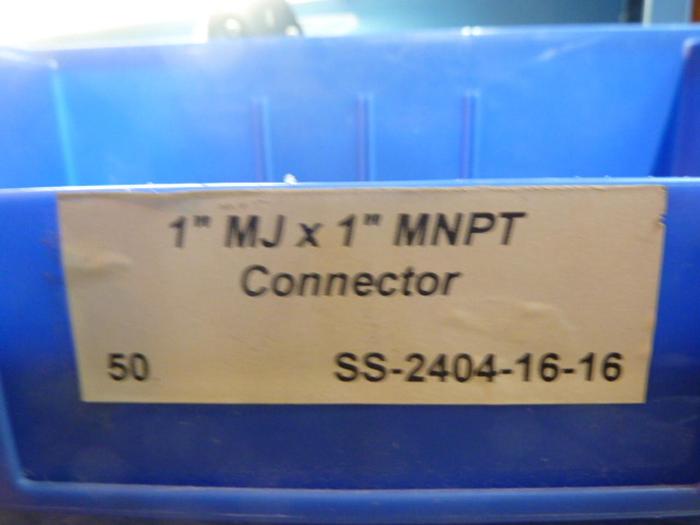 1" MJ x 1" MNPT
Connector
50 SS-2404-16-16